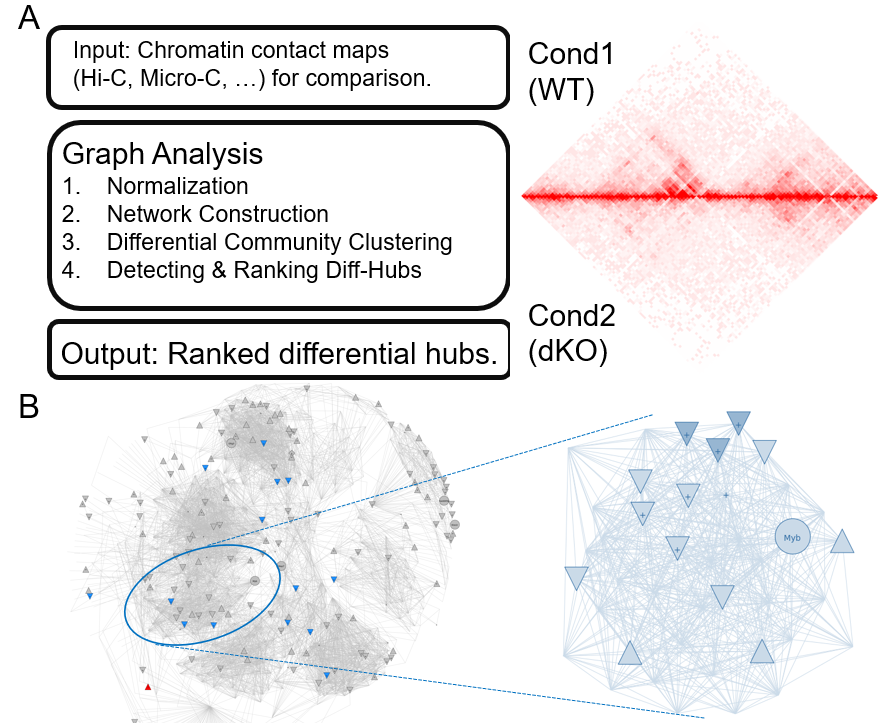 A
Input: Chromatin contact maps
(Hi-C, Micro-C, …) for comparison.
Graph Analysis
1. Normalization
2. Network Construction
3. Differential Community Clustering
4. Detecting & Ranking Diff-Hubs
Output: Ranked differential hubs.
Cond1
(WT)
Cond2
(dKO)
B
+
+
+
+
+
+
+
Myb